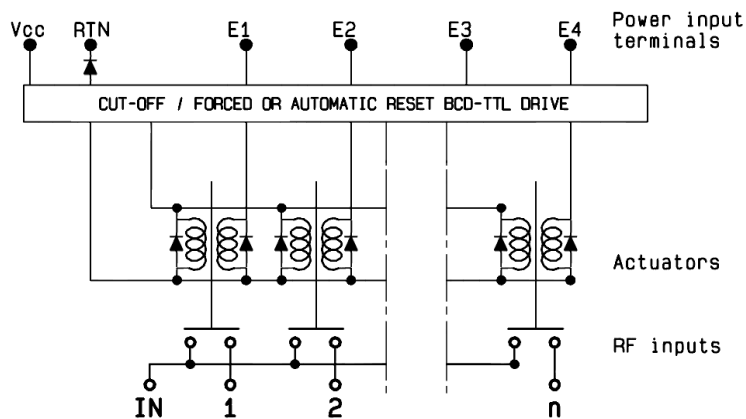 Vcc RTN E1 E2 E3 E4 Power input
terminals
CUT-OFF / FORCED OR AUTOMATIC RESET BCD-TTL DRIVE
Actuators
RF inputs
IN 1 2 n